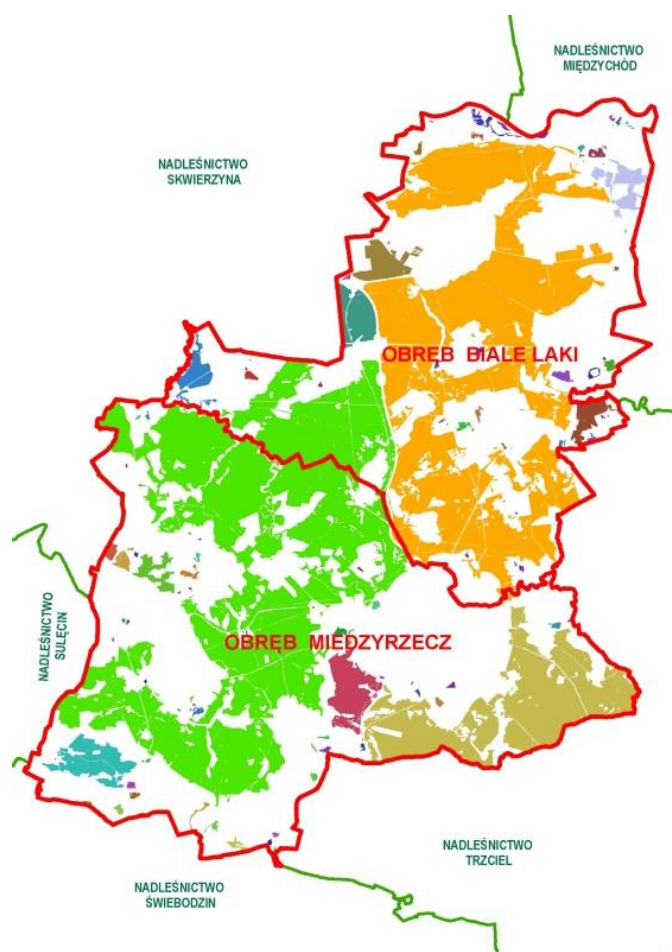 NADLEŚNICTWO
MIĘDZYCHÓD
NADLEŚNICTWO
SKWIERZYNA
OBRĘB BIAŁE LAKI
NADLEŚNICTWO
SULĘCIN
OBRĘB MIĘDZYRZECZ
NADLEŚNICTWO
TRZCIEL
NADLEŚNICTWO
ŚWIEBODZIN